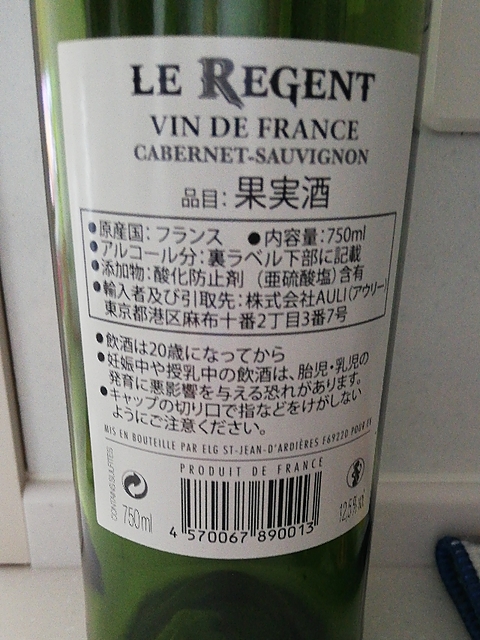 LE REGENT
VIN DE FRANCE
CABERNET-SAUVIGNON
品目: 果実酒
●原産国: フランス ●内容量: 750ml
●アルコール分: 裏ラベル下部に記載
●添加物: 酸化防止剤 (亜硫酸塩)含有
●輸入者及び引取先: 株式会社AULI(アウリー)
東京都港区麻布十番2丁目3番7号
●飲酒は20歳になってから
●妊娠中や授乳中の飲酒は、胎児・乳児の
発育に悪影響を与える恐れがあります。
●キャップの切り口で指などをけがしない
ようにご注意ください。
MIS EN BOUTEILLE PAR ELG ST-JEAN-D'ARDIÈRES F69220 POUR
PRODUIT DE FRANCE
CONTAINS SULFITES
750ml
12,5% vol.
4 570067 890013